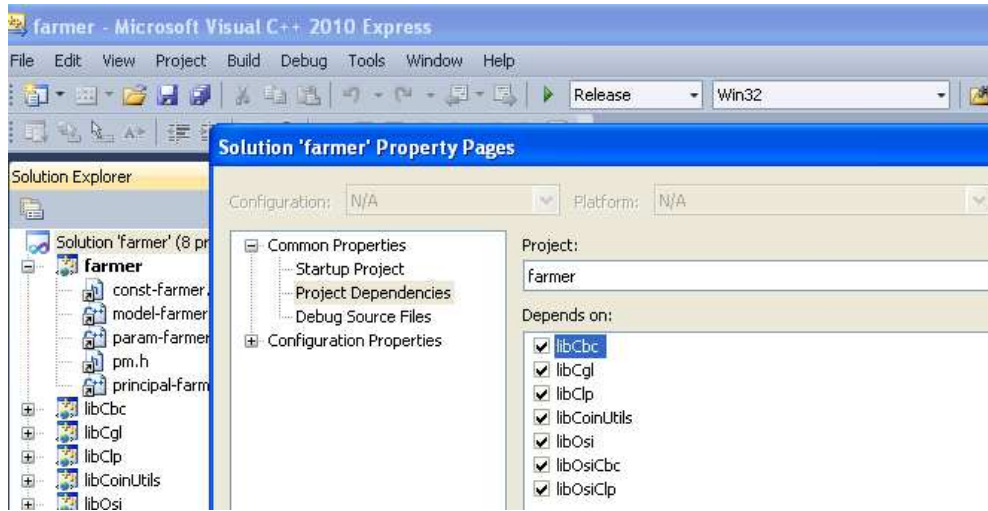 farmer - Microsoft Visual C++ 2010 Express
File Edit View Project Build Debug Tools Window Help
Release Win32
Solution 'farmer' Property Pages
Solution Explorer
Configuration: N/A Platform: N/A
Solution 'farmer' (8 pr
farmer
const-farmer.
model-farmer
param-farmer
pm.h
principal-farm
libCbc
libCgl
libClp
libCoinUtils
libOsi
Common Properties
Startup Project
Project Dependencies
Debug Source Files
Configuration Properties
Project:
farmer
Depends on:
libCbc
libCgl
libClp
libCoinUtils
libOsi
libOsiCbc
libOsiClp